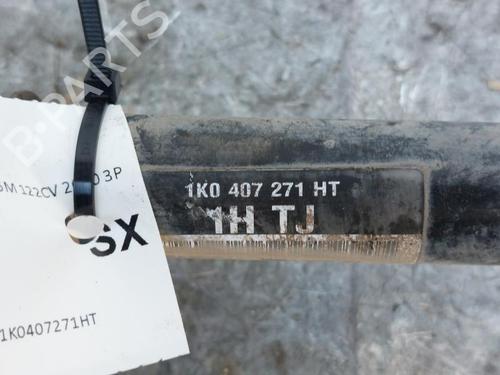 B-PARTS
1K0 407 271 HT
1H TJ
SX
1K0407271HT